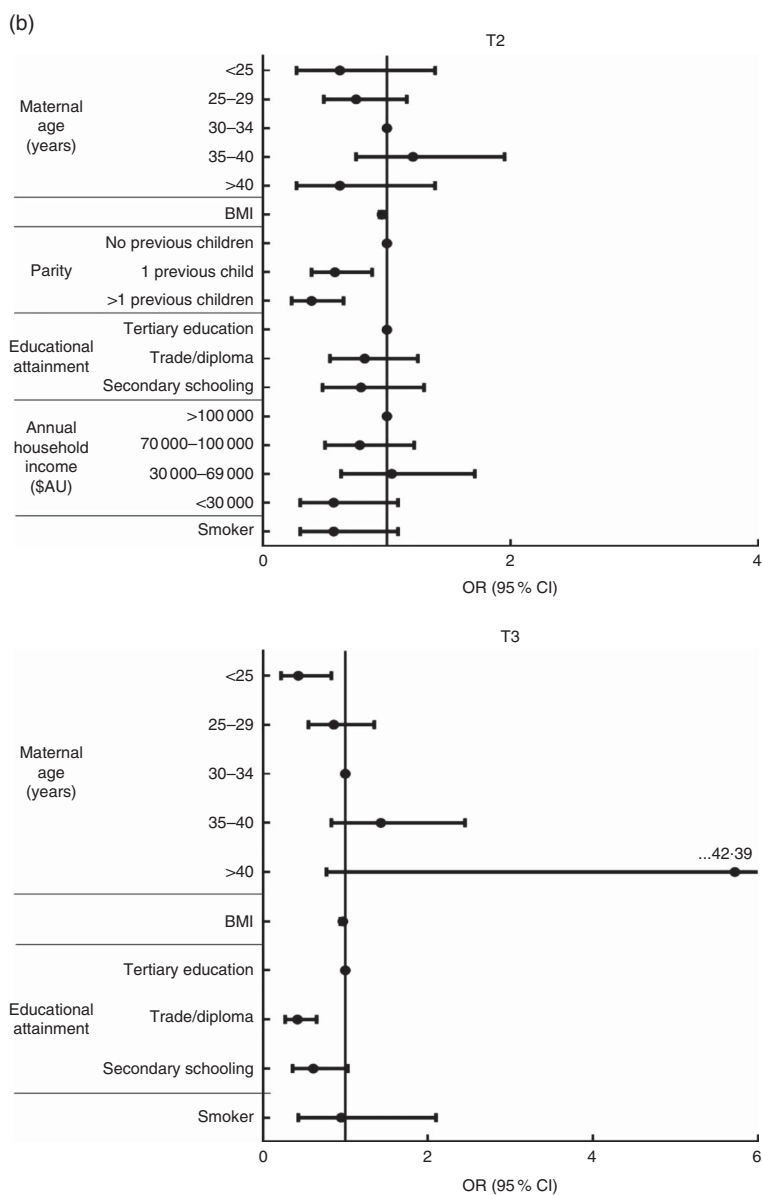 (b)
T2
Maternal
age
(years)
<25
25–29
30–34
35–40
>40
BMI
Parity
No previous children
1 previous child
>1 previous children
Educational
attainment
Tertiary education
Trade/diploma
Secondary schooling
Annual
household
income
($AU)
>100 000
70 000–100 000
30 000–69 000
<30 000
Smoker
0
2
4
OR (95 % CI)
T3
Maternal
age
(years)
<25
25–29
30–34
35–40
>40
...42·39
BMI
Educational
attainment
Tertiary education
Trade/diploma
Secondary schooling
Smoker
0
2
4
6
OR (95 % CI)